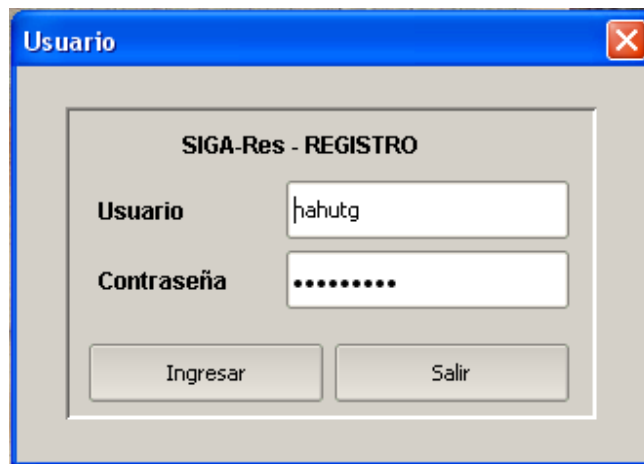 Usuario
SIGA-Res - REGISTRO
Usuario hahutg
Contraseña •••••••••
Ingresar Salir